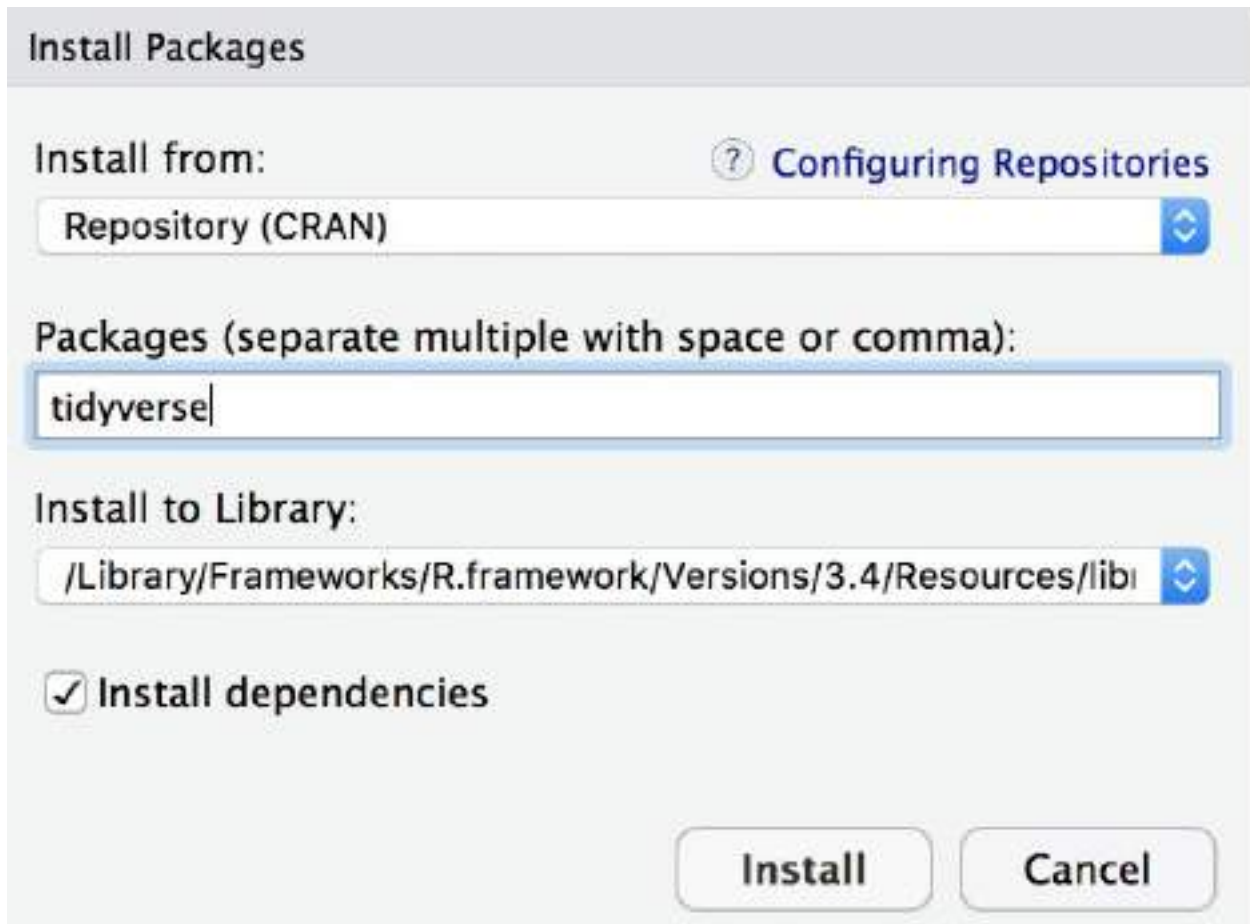 Install Packages
Install from:
? Configuring Repositories
Repository (CRAN)
Packages (separate multiple with space or comma):
tidyverse
Install to Library:
/Library/Frameworks/R.framework/Versions/3.4/Resources/libr
Install dependencies
Install
Cancel